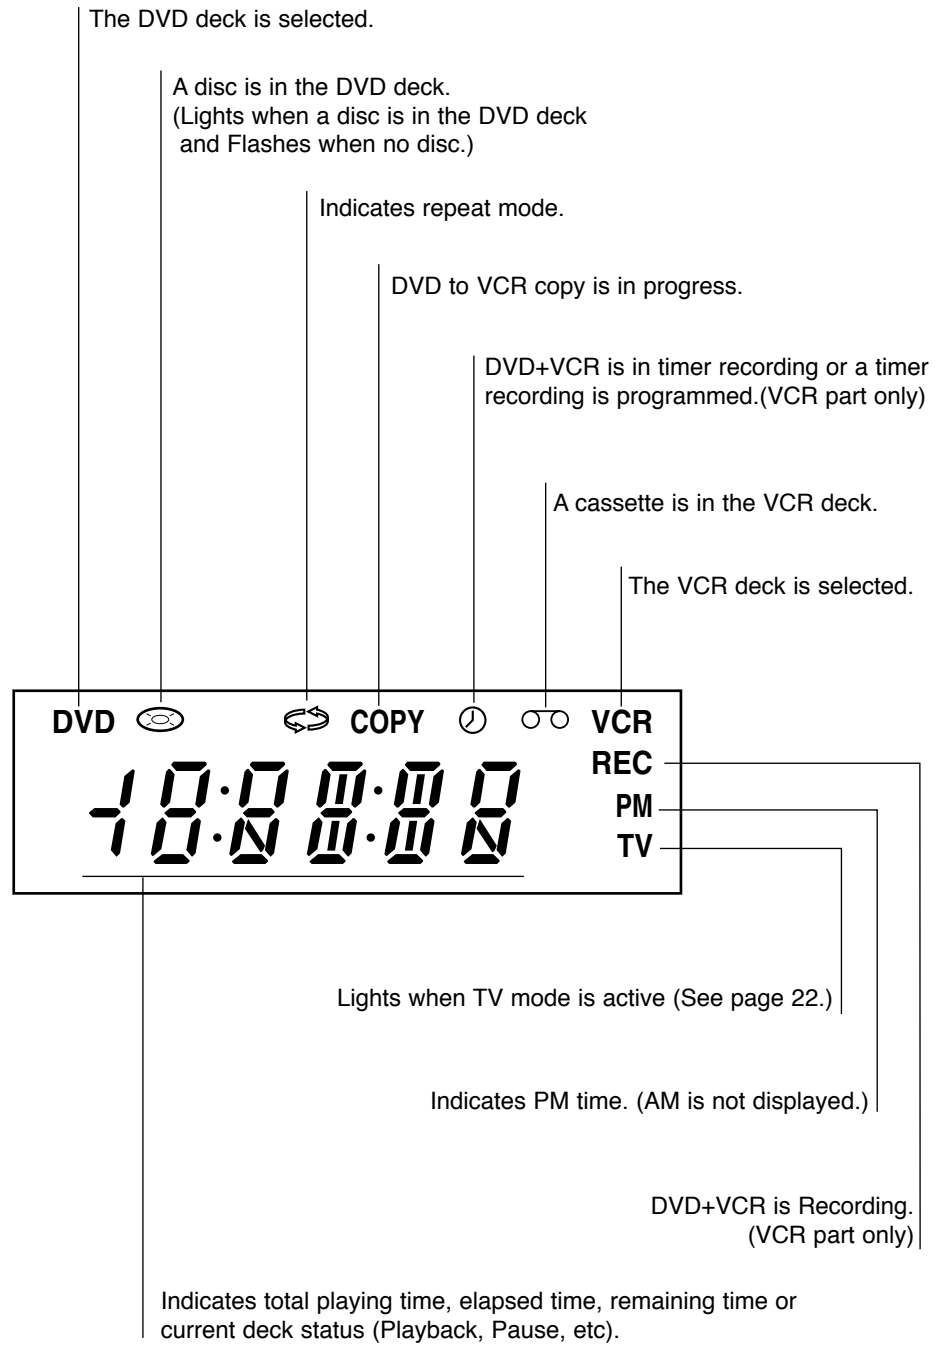 The DVD deck is selected.
A disc is in the DVD deck.
(Lights when a disc is in the DVD deck
and Flashes when no disc.)
Indicates repeat mode.
DVD to VCR copy is in progress.
DVD+VCR is in timer recording or a timer
recording is programmed.(VCR part only)
A cassette is in the VCR deck.
The VCR deck is selected.
DVD COPY VCR
REC
PM
TV
Lights when TV mode is active (See page 22.)
Indicates PM time. (AM is not displayed.)
DVD+VCR is Recording.
(VCR part only)
Indicates total playing time, elapsed time, remaining time or
current deck status (Playback, Pause, etc).